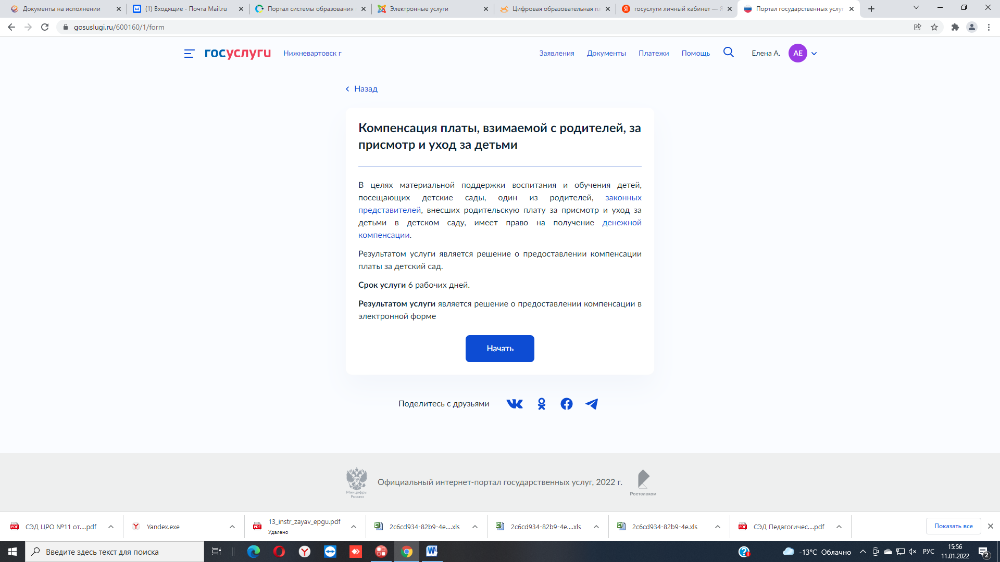 Документы на исполнении
(1) Входящие - Почта Mail.ru
Портал системы образования
Электронные услуги
Цифровая образовательная пл
госуслуги личный кабинет — Я
Портал государственных услуг
gosuslugi.ru/600160/1/form
госуслуги
Нижневартовск г
Заявления
Документы
Платежи
Помощь
Елена А.
АЕ
Назад
Компенсация платы, взимаемой с родителей, за
присмотр и уход за детьми
В целях материальной поддержки воспитания и обучения детей,
посещающих детские сады, один из родителей, законных
представителей, внесших родительскую плату за присмотр и уход за
детьми в детском саду, имеет право на получение денежной
компенсации.
Результатом услуги является решение о предоставлении компенсации
платы за детский сад.
Срок услуги 6 рабочих дней.
Результатом услуги является решение о предоставлении компенсации в
электронной форме
Начать
Поделитесь с друзьями
Минцифры
России
Официальный интернет-портал государственных услуг, 2022 г.
Ростелеком
СЭД ЦРО №11 от....pdf
Yandex.exe
13_instr_zayav_epgu.pdf
Удалено
2c6cd934-82b9-4e....xls
2c6cd934-82b9-4e....xls
2c6cd934-82b9-4e.xls
СЭД Педагогичес....pdf
Показать все
Введите здесь текст для поиска
-13°C Облачно
РУС
15:56
11.01.2022
2